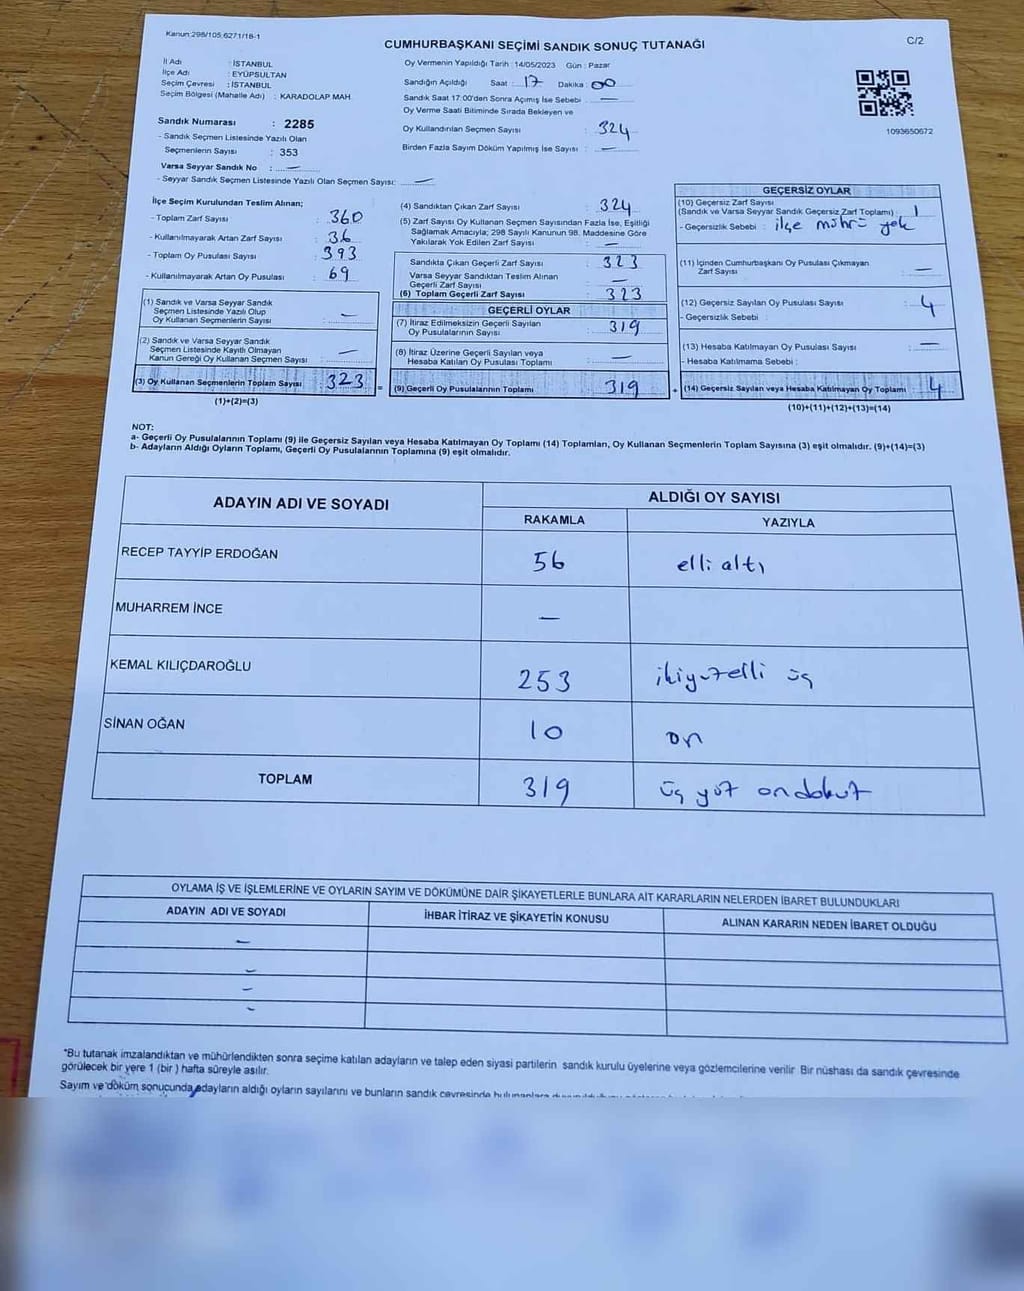 Kanun:298/105,6271/18-1
CUMHURBAŞKANI SEÇİMİ SANDIK SONUÇ TUTANAĞI
C/2
İl Adı : İSTANBUL
İlçe Adı : EYÜPSULTAN
Seçim Çevresi : İSTANBUL
Seçim Bölgesi (Mahalle Adı) : KARADOLAP MAH.
Sandık Numarası : 2285
- Sandık Seçmen Listesinde Yazılı Olan
Seçmenlerin Sayısı : 353
Varsa Seyyar Sandık No : —
- Seyyar Sandık Seçmen Listesinde Yazılı Olan Seçmen Sayısı: —
Oy Vermenin Yapıldığı Tarih : 14/05/2023 Gün : Pazar
Sandığın Açıldığı Saat : 17 Dakika : 00
Sandık Saat 17:00'den Sonra Açımış İse Sebebi : —
Oy Verme Saati Bitiminde Sırada Bekleyen ve
Oy Kullandırılan Seçmen Sayısı : 324
Birden Fazla Sayım Döküm Yapılmış İse Sayısı : —
1093650672
İlçe Seçim Kurulundan Teslim Alınan;
- Toplam Zarf Sayısı : 360
- Kullanılmayarak Artan Zarf Sayısı : 36
- Toplam Oy Pusulası Sayısı : 393
- Kullanılmayarak Artan Oy Pusulası : 69
(1) Sandık ve Varsa Seyyar Sandık
Seçmen Listesinde Yazılı Olup
Oy Kullanan Seçmenlerin Sayısı : —
(2) Sandık ve Varsa Seyyar Sandık
Seçmen Listesinde Kayıtlı Olmayan
Kanun Gereği Oy Kullanan Seçmen Sayısı : —
(3) Oy Kullanan Seçmenlerin Toplam Sayısı : 323 =
(1)+(2)=(3)
(4) Sandıktan Çıkan Zarf Sayısı : 324
(5) Zarf Sayısı Oy Kullanan Seçmen Sayısından Fazla İse, Eşitliği
Sağlamak Amacıyla; 298 Sayılı Kanunun 98. Maddesine Göre
Yakılarak Yok Edilen Zarf Sayısı : —
Sandıkta Çıkan Geçerli Zarf Sayısı : 323
Varsa Seyyar Sandıktan Teslim Alınan
Geçerli Zarf Sayısı : —
(6) Toplam Geçerli Zarf Sayısı : 323
GEÇERLİ OYLAR
(7) İtiraz Edilmeksizin Geçerli Sayılan
Oy Pusulalarının Sayısı : 319
(8) İtiraz Üzerine Geçerli Sayılan veya
Hesaba Katılan Oy Pusulası Toplamı : —
(9) Geçerli Oy Pusulalarının Toplamı : 319 +
GEÇERSİZ OYLAR
(10) Geçersiz Zarf Sayısı
(Sandık ve Varsa Seyyar Sandık Geçersiz Zarf Toplamı) : 1
- Geçersizlik Sebebi : ilçe mührü yok
(11) İçinden Cumhurbaşkanı Oy Pusulası Çıkmayan
Zarf Sayısı : —
(12) Geçersiz Sayılan Oy Pusulası Sayısı : 4
- Geçersizlik Sebebi :
(13) Hesaba Katılmayan Oy Pusulası Sayısı : —
- Hesaba Katılmama Sebebi :
(14) Geçersiz Sayılan veya Hesaba Katılmayan Oy Toplamı : 4
(10)+(11)+(12)+(13)=(14)
NOT:
a- Geçerli Oy Pusulalarının Toplamı (9) ile Geçersiz Sayılan veya Hesaba Katılmayan Oy Toplamı (14) Toplamları, Oy Kullanan Seçmenlerin Toplam Sayısına (3) eşit olmalıdır. (9)+(14)=(3)
b- Adayların Aldığı Oyların Toplamı, Geçerli Oy Pusulalarının Toplamına (9) eşit olmalıdır.
ADAYIN ADI VE SOYADI
ALDIĞI OY SAYISI
RAKAMLA YAZIYLA
RECEP TAYYİP ERDOĞAN 56 elli altı
MUHARREM İNCE —
KEMAL KILIÇDAROĞLU 253 ikiyüzelli üç
SİNAN OĞAN 10 on
TOPLAM 319 üç yüz ondokuz
OYLAMA İŞ VE İŞLEMLERİNE VE OYLARIN SAYIM VE DÖKÜMÜNE DAİR ŞİKAYETLERLE BUNLARA AİT KARARLARIN NELERDEN İBARET BULUNDUKLARI
ADAYIN ADI VE SOYADI İHBAR İTİRAZ VE ŞİKAYETİN KONUSU ALINAN KARARIN NEDEN İBARET OLDUĞU
—
—
—
—
"Bu tutanak imzalandıktan ve mühürlendikten sonra seçime katılan adayların ve talep eden siyasi partilerin sandık kurulu üyelerine veya gözlemcilerine verilir. Bir nüshası da sandık çevresinde
görülecek bir yere 1 (bir) hafta süreyle asılır.
Sayım ve döküm sonucunda adayların aldığı oyların sayılarını ve bunların sandık çevresinde